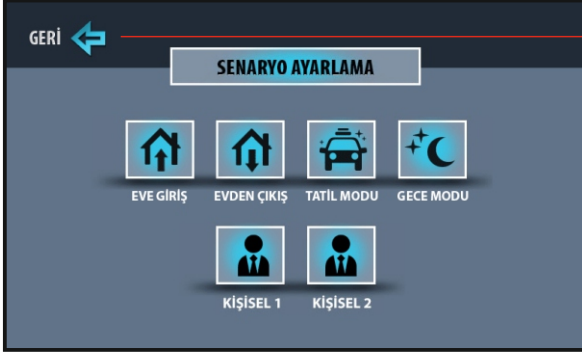 GERİ
SENARYO AYARLAMA
EVE GİRİŞ EVDEN ÇIKIŞ TATİL MODU GECE MODU
KİŞİSEL 1 KİŞİSEL 2